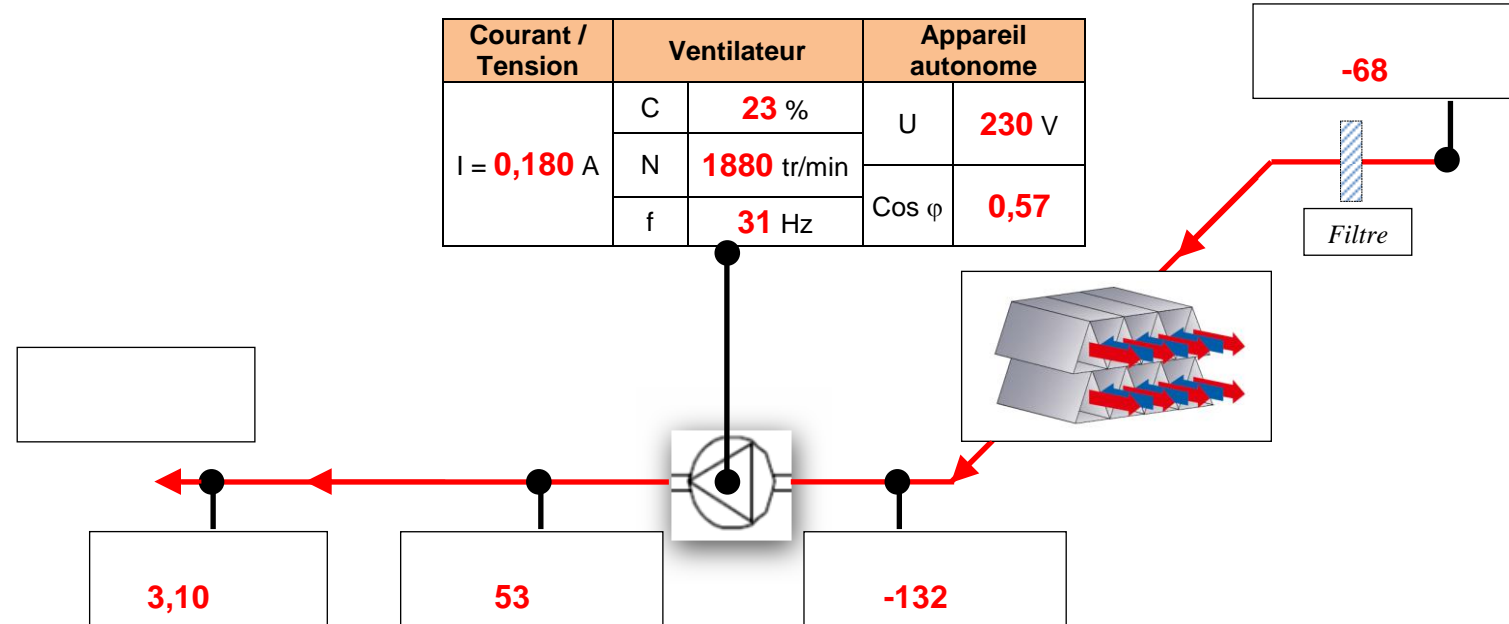 Courant / Tension
Ventilateur
Appareil autonome
I = 0,180 A
C 23 %
N 1880 tr/min
f 31 Hz
U 230 V
Cos φ 0,57
-68
Filtre
3,10
53
-132